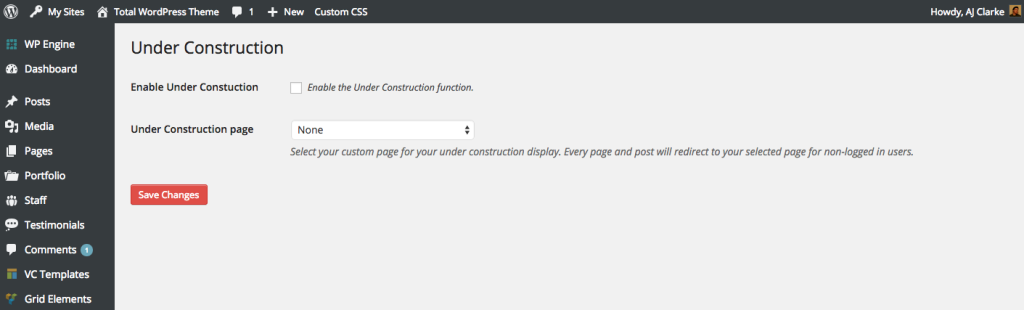 My Sites Total WordPress Theme 1 New Custom CSS Howdy, AJ Clarke
WP Engine
Dashboard
Posts
Media
Pages
Portfolio
Staff
Testimonials
Comments 1
VC Templates
Grid Elements
Under Construction
Enable Under Constuction Enable the Under Construction function.
Under Construction page None
Select your custom page for your under construction display. Every page and post will redirect to your selected page for non-logged in users.
Save Changes